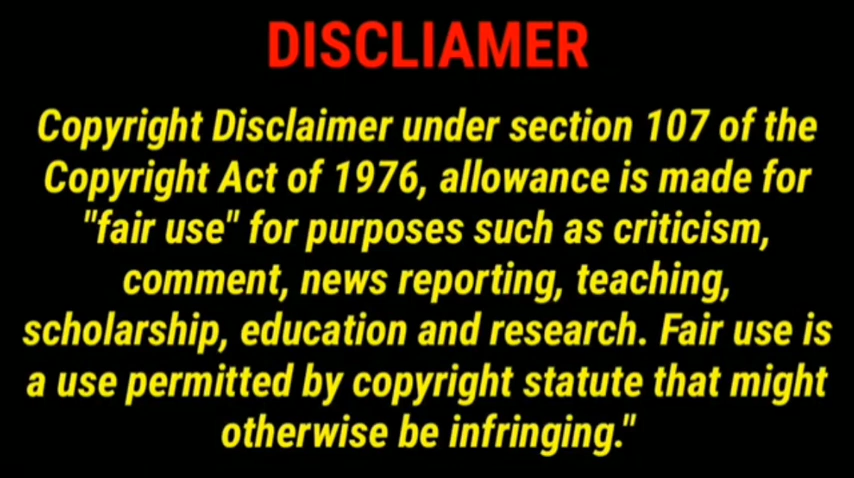 DISCLIAMER
Copyright Disclaimer under section 107 of the
Copyright Act of 1976, allowance is made for
"fair use" for purposes such as criticism,
comment, news reporting, teaching,
scholarship, education and research. Fair use is
a use permitted by copyright statute that might
otherwise be infringing."